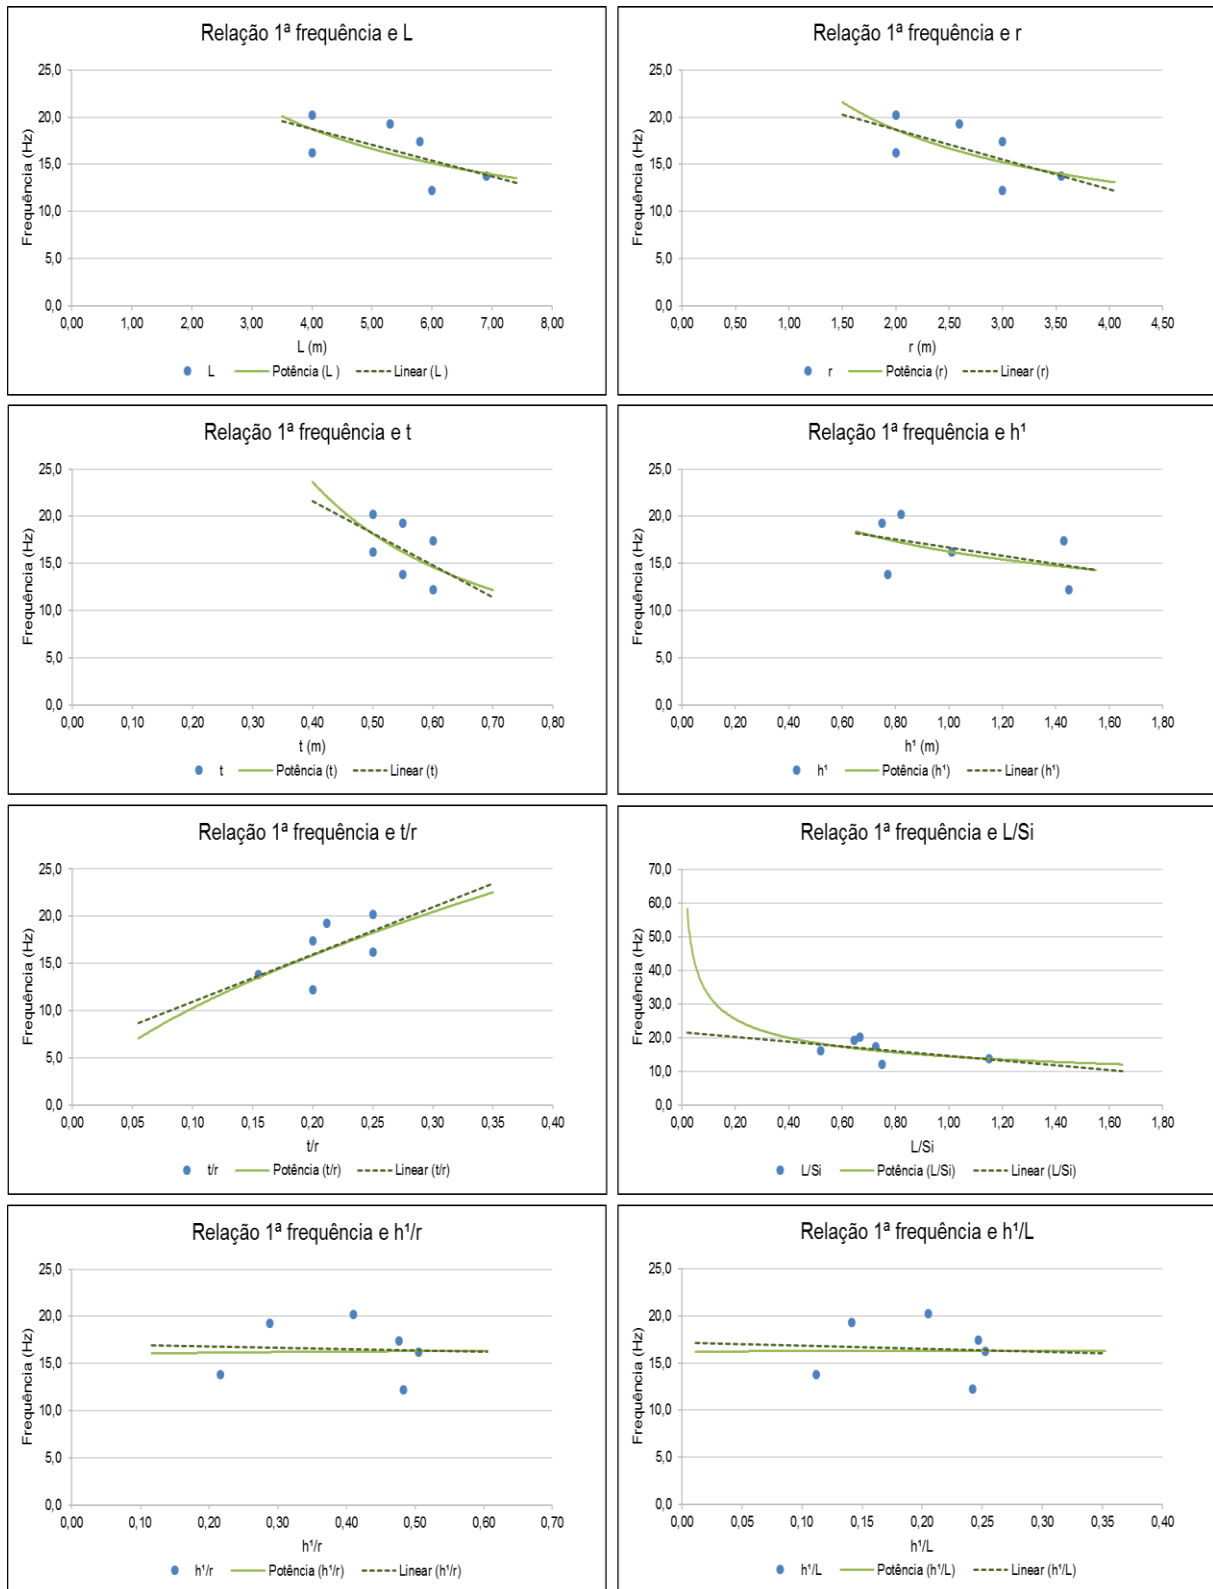 Relação 1ª frequência e L
25,0
20,0
15,0
10,0
5,0
0,0
Frequência (Hz)
0,00 1,00 2,00 3,00 4,00 5,00 6,00 7,00 8,00
L (m)
L Potência (L ) Linear (L )
Relação 1ª frequência e r
25,0
20,0
15,0
10,0
5,0
0,0
Frequência (Hz)
0,00 0,50 1,00 1,50 2,00 2,50 3,00 3,50 4,00 4,50
r (m)
r Potência (r) Linear (r)
Relação 1ª frequência e t
25,0
20,0
15,0
10,0
5,0
0,0
Frequência (Hz)
0,00 0,10 0,20 0,30 0,40 0,50 0,60 0,70 0,80
t (m)
t Potência (t) Linear (t)
Relação 1ª frequência e h¹
25,0
20,0
15,0
10,0
5,0
0,0
Frequência (Hz)
0,00 0,20 0,40 0,60 0,80 1,00 1,20 1,40 1,60 1,80
h¹ (m)
h¹ Potência (h¹) Linear (h¹)
Relação 1ª frequência e t/r
25,0
20,0
15,0
10,0
5,0
0,0
Frequência (Hz)
0,00 0,05 0,10 0,15 0,20 0,25 0,30 0,35 0,40
t/r
t/r Potência (t/r) Linear (t/r)
Relação 1ª frequência e L/Si
70,0
60,0
50,0
40,0
30,0
20,0
10,0
0,0
Frequência (Hz)
0,00 0,20 0,40 0,60 0,80 1,00 1,20 1,40 1,60 1,80
L/Si
L/Si Potência (L/Si) Linear (L/Si)
Relação 1ª frequência e h¹/r
25,0
20,0
15,0
10,0
5,0
0,0
Frequência (Hz)
0,00 0,10 0,20 0,30 0,40 0,50 0,60 0,70
h¹/r
h¹/r Potência (h¹/r) Linear (h¹/r)
Relação 1ª frequência e h¹/L
25,0
20,0
15,0
10,0
5,0
0,0
Frequência (Hz)
0,00 0,05 0,10 0,15 0,20 0,25 0,30 0,35 0,40
h¹/L
h¹/L Potência (h¹/L) Linear (h¹/L)